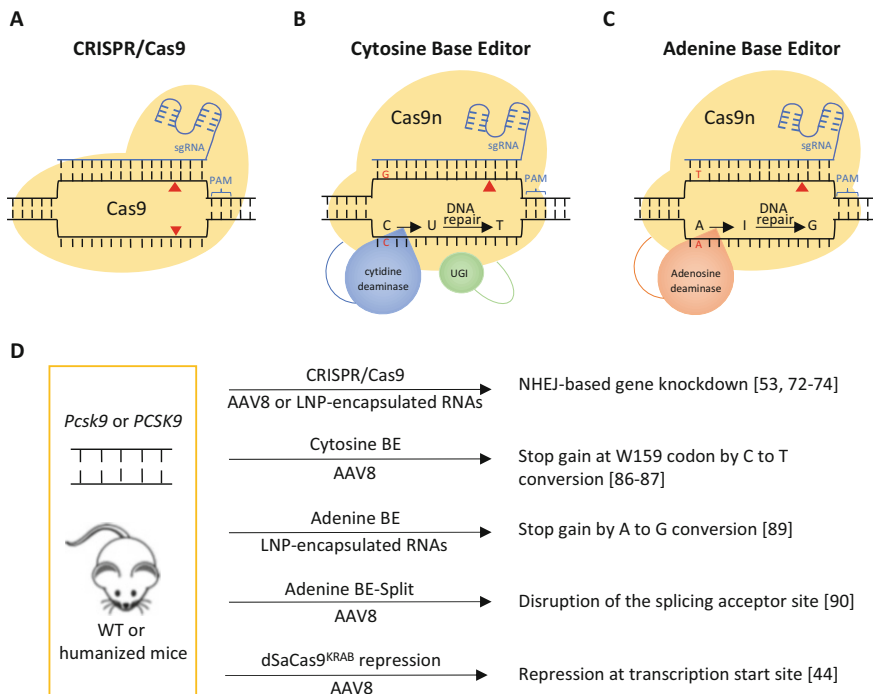 A
CRISPR/Cas9
sgRNA
PAM
Cas9
B
Cytosine Base Editor
Cas9n
sgRNA
G
PAM
DNA
repair
C U T
C
cytidine
deaminase
UGI
C
Adenine Base Editor
Cas9n
sgRNA
T
PAM
DNA
repair
A I G
A
Adenosine
deaminase
D
Pcsk9 or PCSK9
WT or
humanized mice
CRISPR/Cas9
AAV8 or LNP-encapsulated RNAs
NHEJ-based gene knockdown [53, 72-74]
Cytosine BE
AAV8
Stop gain at W159 codon by C to T
conversion [86-87]
Adenine BE
LNP-encapsulated RNAs
Stop gain by A to G conversion [89]
Adenine BE-Split
AAV8
Disruption of the splicing acceptor site [90]
dSaCas9KRAB repression
AAV8
Repression at transcription start site [44]